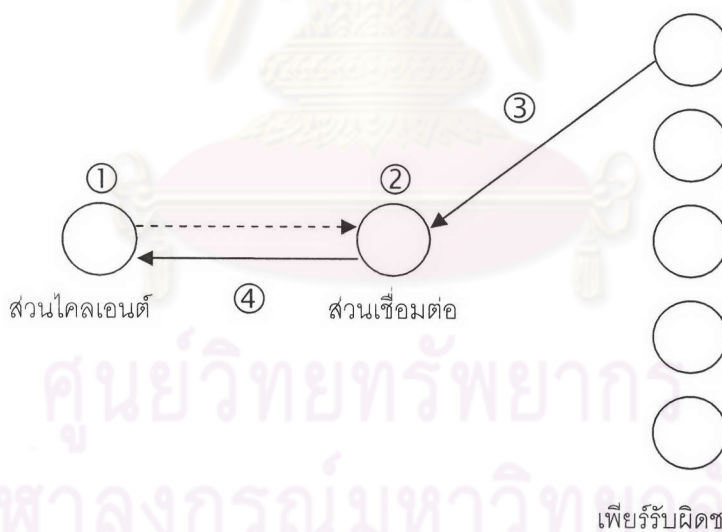 ③
① ②
④
ส่วนไคลเอนต์ ส่วนเชื่อมต่อ
ศูนย์วิทยทรัพยากร
เพียร์รับผิดช